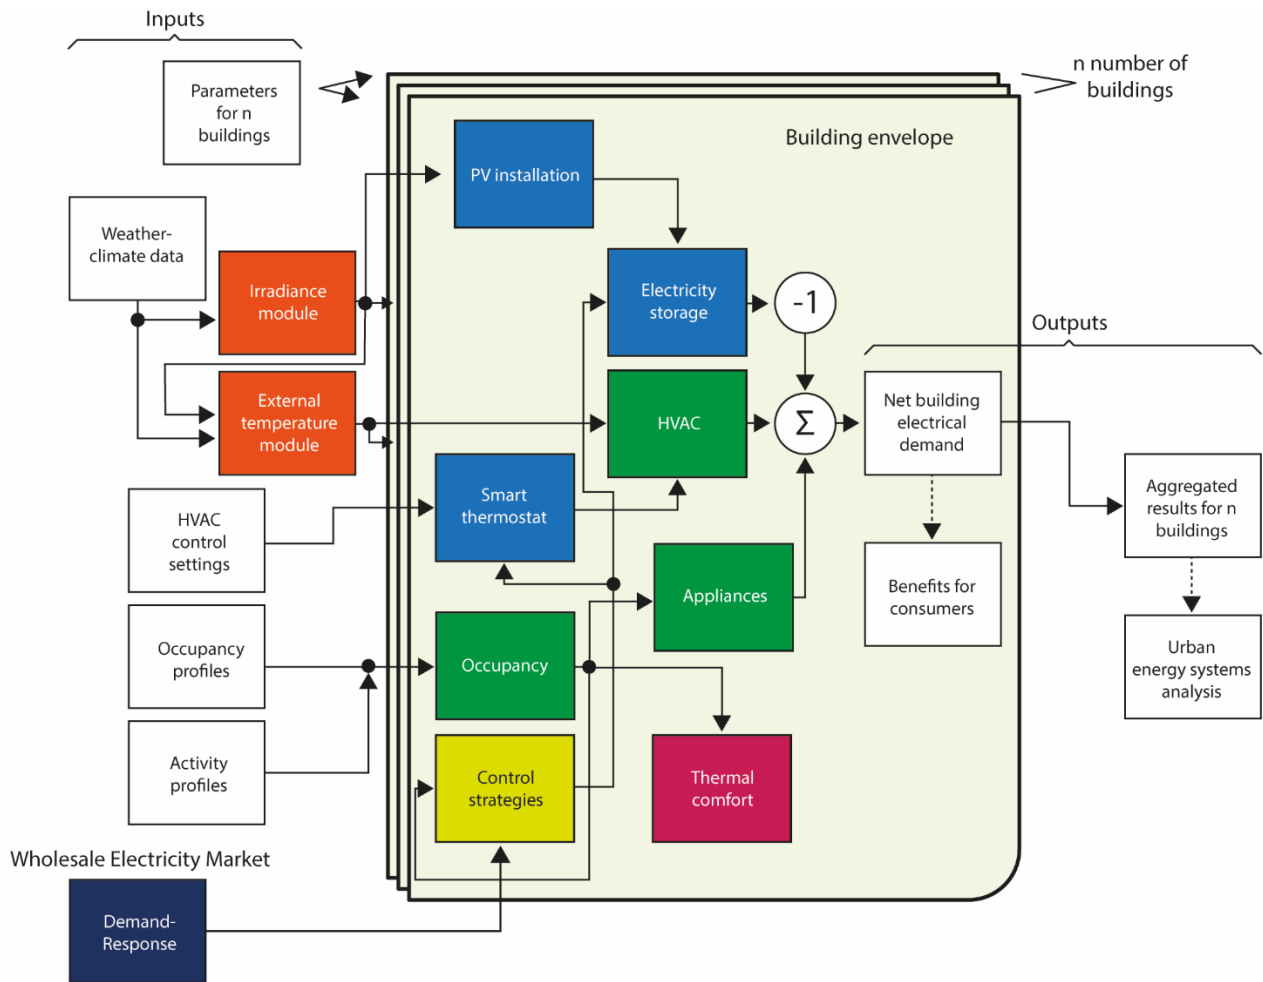 Inputs
Parameters
for n
buildings
n number of
buildings
Building envelope
PV installation
Weather-
climate data
Irradiance
module
Electricity
storage
-1
Outputs
External
temperature
module
HVAC
Σ
Net building
electrical
demand
Smart
thermostat
Aggregated
results for n
buildings
HVAC
control
settings
Appliances
Benefits for
consumers
Occupancy
profiles
Occupancy
Urban
energy systems
analysis
Activity
profiles
Control
strategies
Thermal
comfort
Wholesale Electricity Market
Demand-
Response